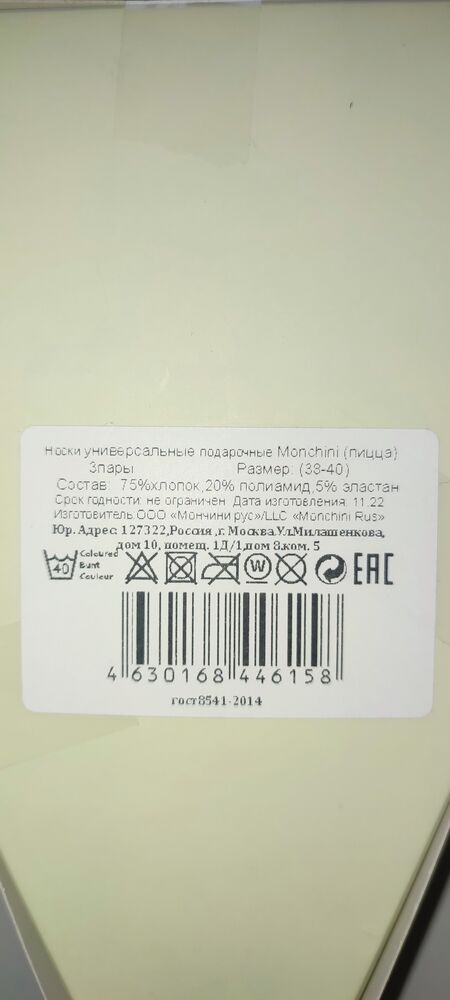 Носки универсальные подарочные Monchini (пицца)
3пары Размер: (38-40)
Состав: 75%хлопок,20% полиамид,5% эластан
Срок годности: не ограничен Дата изготовления: 11.22
Изготовитель:ООО «Мончини рус»/LLC «Monchini Rus»
Юр. Адрес: 127322,Россия ,г. Москва.Ул.Милашенкова,
дом 10, помещ. 1Д/1,пом 8,ком. 5
40 Coloured
Bunt
Couleur
W
EAC
4 630168 446158
гост8541-2014